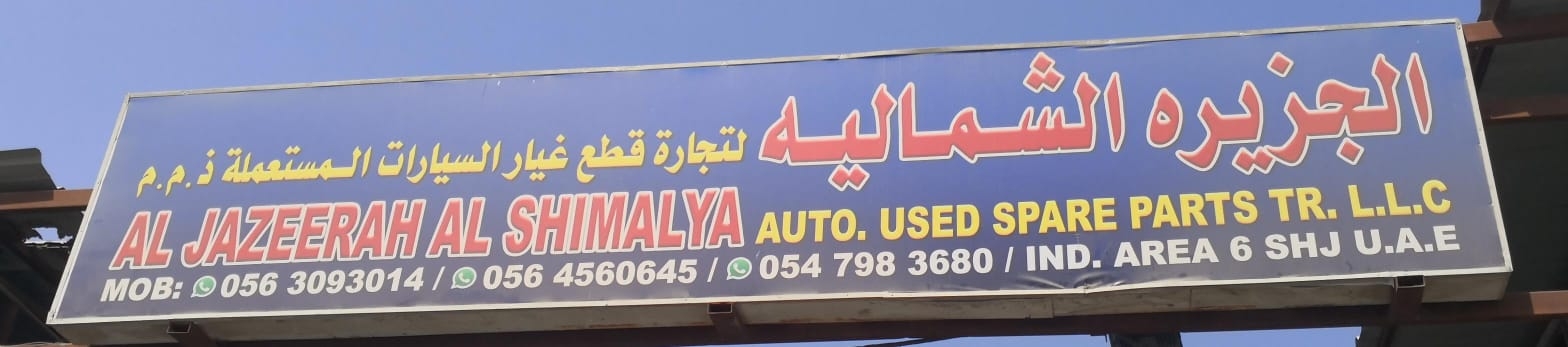 الجزيره الشماليه لتجارة قطع غيار السيارات المستعملة ذ.م.م
AL JAZEERAH AL SHIMALYA AUTO. USED SPARE PARTS TR. L.L.C
MOB: 056 3093014 / 056 4560645 / 054 798 3680 / IND. AREA 6 SHJ U.A.E